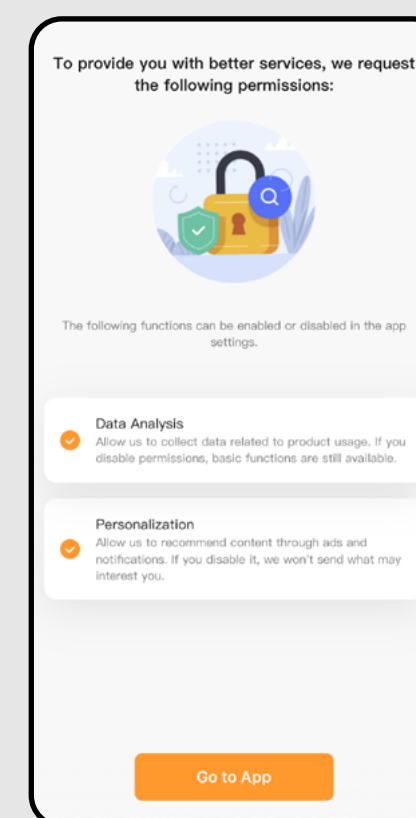 To provide you with better services, we request
the following permissions:
The following functions can be enabled or disabled in the app
settings.
Data Analysis
Allow us to collect data related to product usage. If you
disable permissions, basic functions are still available.
Personalization
Allow us to recommend content through ads and
notifications. If you disable it, we won't send what may
interest you.
Go to App